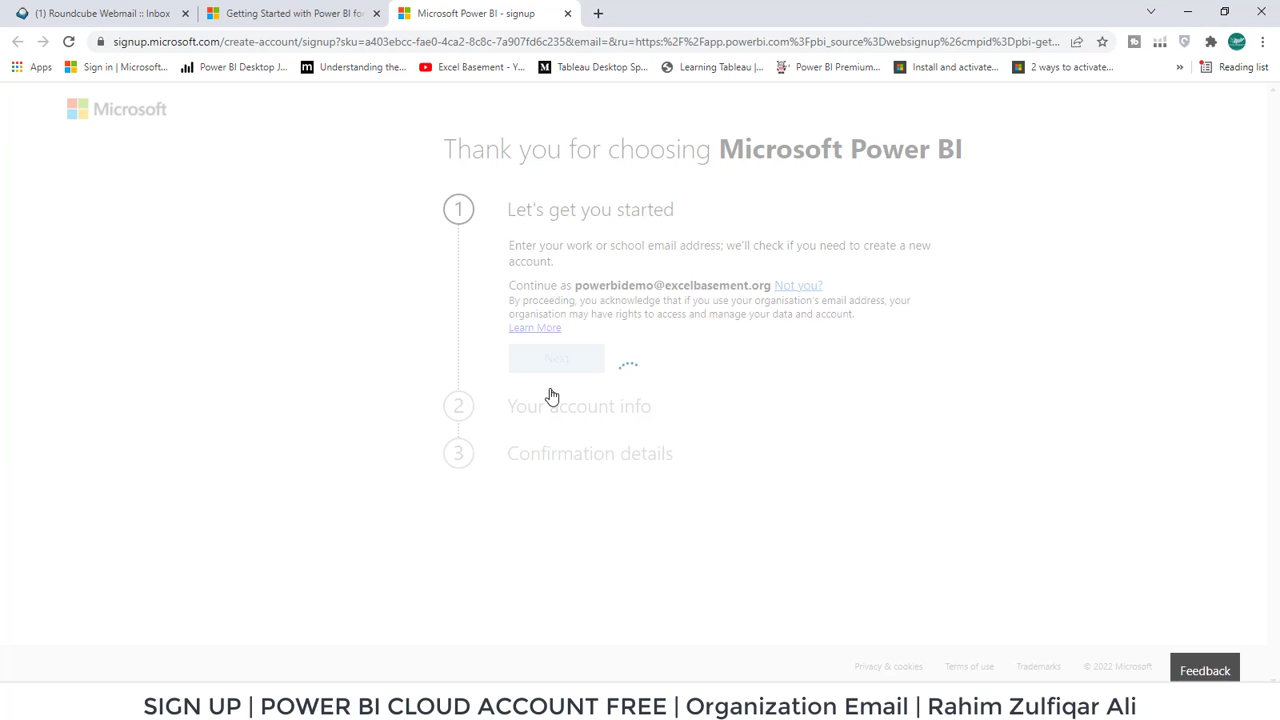 (1) Roundcube Webmail :: Inbox
Getting Started with Power BI for
Microsoft Power BI - signup
signup.microsoft.com/create-account/signup?sku=a403ebcc-fae0-4ca2-8c8c-7a907fd6c235&email=&ru=https:%2F%2Fapp.powerbi.com%3Fpbi_source%3Dwebsignup%26cmpid%3Dpbi-get...
Apps
Sign in | Microsoft...
Power BI Desktop J...
Understanding the...
Excel Basement - Y...
Tableau Desktop Sp...
Learning Tableau |...
Power BI Premium...
Install and activate...
2 ways to activate...
»
Reading list
Microsoft
Thank you for choosing Microsoft Power BI
1 Let's get you started
Enter your work or school email address; we'll check if you need to create a new
account.
Continue as powerbidemo@excelbasement.org Not you?
By proceeding, you acknowledge that if you use your organisation's email address, your
organisation may have rights to access and manage your data and account.
Learn More
Next
2 Your account info
3 Confirmation details
Privacy & cookies Terms of use Trademarks © 2022 Microsoft
Feedback
SIGN UP | POWER BI CLOUD ACCOUNT FREE | Organization Email | Rahim Zulfiqar Ali